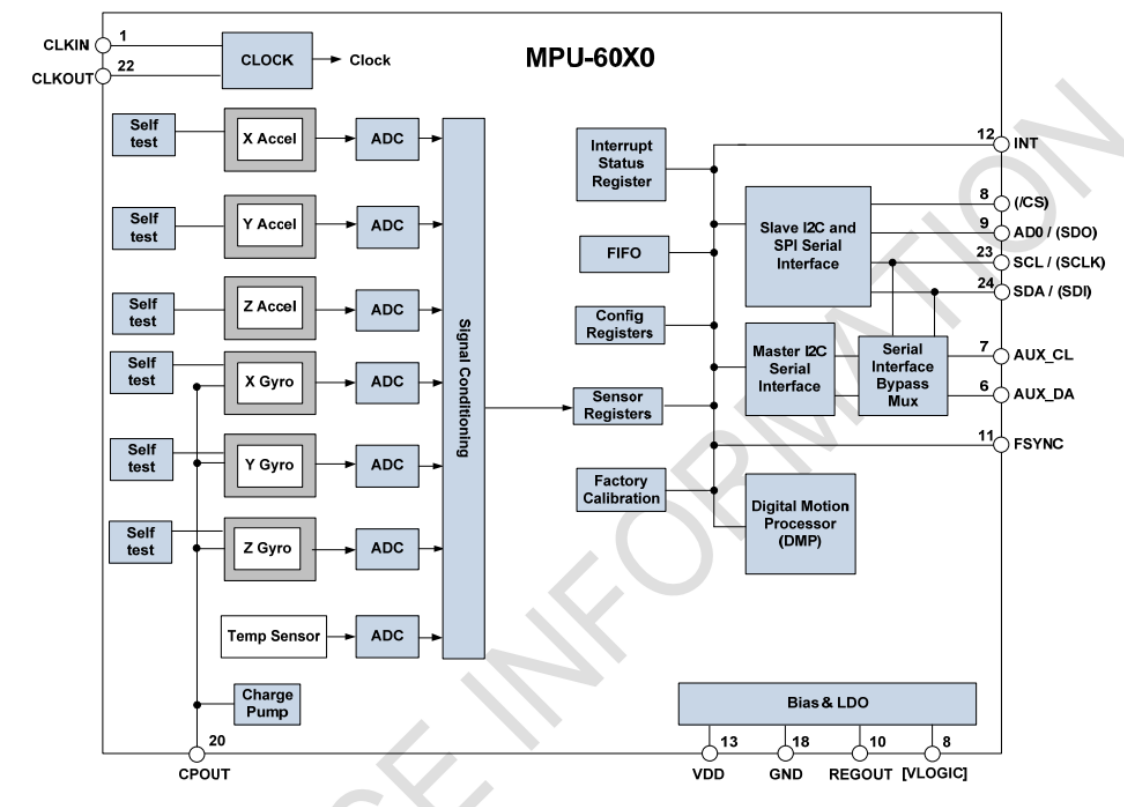 MPU-60X0
CLKIN
1
CLKOUT
22
CLOCK
Clock
Self
test
X Accel
ADC
Self
test
Y Accel
ADC
Self
test
Z Accel
ADC
Self
test
X Gyro
ADC
Self
test
Y Gyro
ADC
Self
test
Z Gyro
ADC
Temp Sensor
ADC
Signal Conditioning
Charge
Pump
20
CPOUT
Interrupt
Status
Register
FIFO
Config
Registers
Sensor
Registers
Factory
Calibration
Slave I2C and
SPI Serial
Interface
Master I2C
Serial
Interface
Serial
Interface
Bypass
Mux
Digital Motion
Processor
(DMP)
12
INT
8
(/CS)
9
AD0 / (SDO)
23
SCL / (SCLK)
24
SDA / (SDI)
7
AUX_CL
6
AUX_DA
11
FSYNC
Bias & LDO
13
VDD
18
GND
10
REGOUT
8
[VLOGIC]
INFORMATION